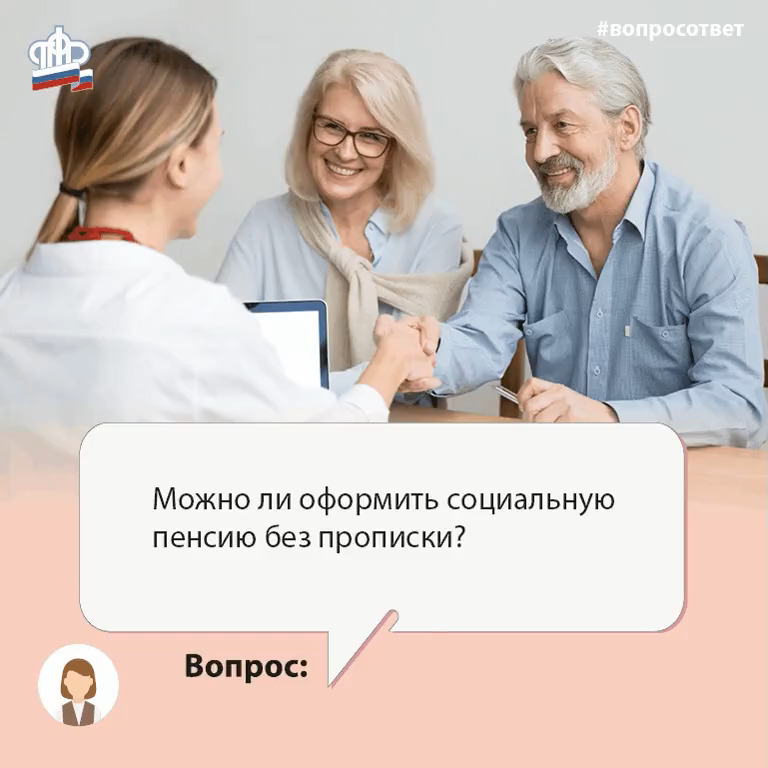 #вопросответ
Можно ли оформить социальную
пенсию без прописки?
Вопрос: